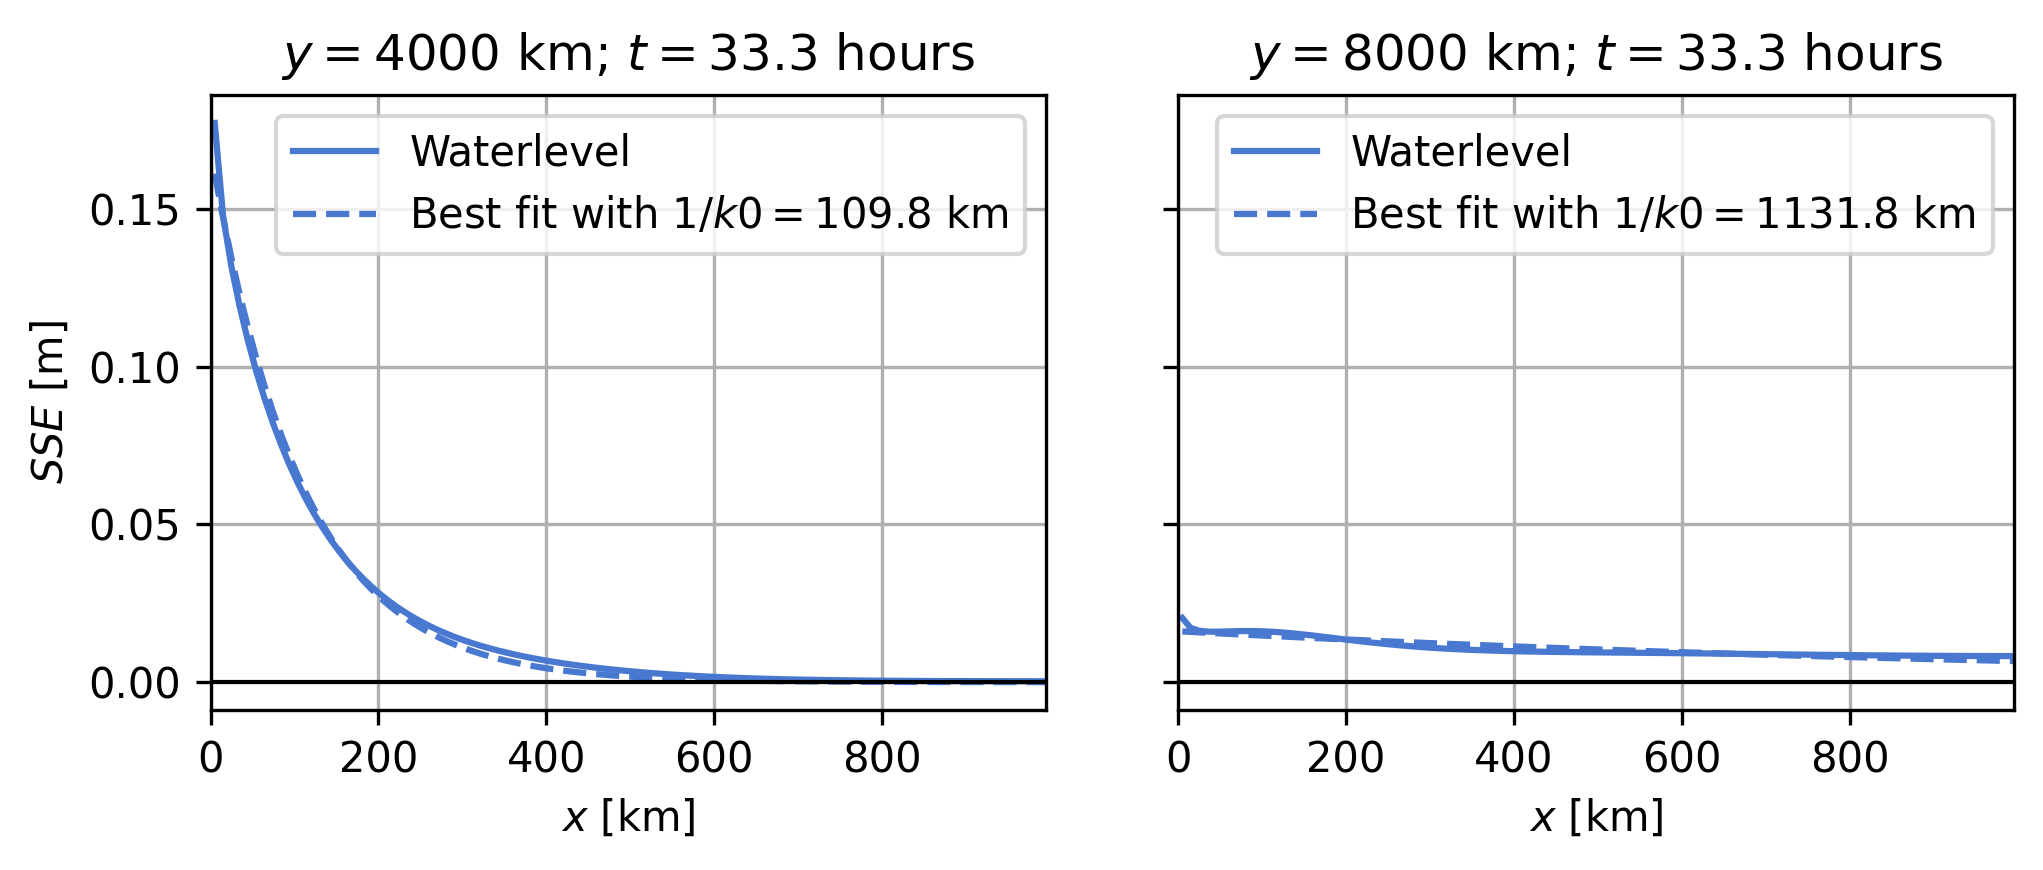 y = 4000 km; t = 33.3 hours
Waterlevel
Best fit with 1/k0 = 109.8 km
0.15
0.10
0.05
0.00
SSE [m]
0 200 400 600 800
x [km]
y = 8000 km; t = 33.3 hours
Waterlevel
Best fit with 1/k0 = 1131.8 km
0 200 400 600 800
x [km]